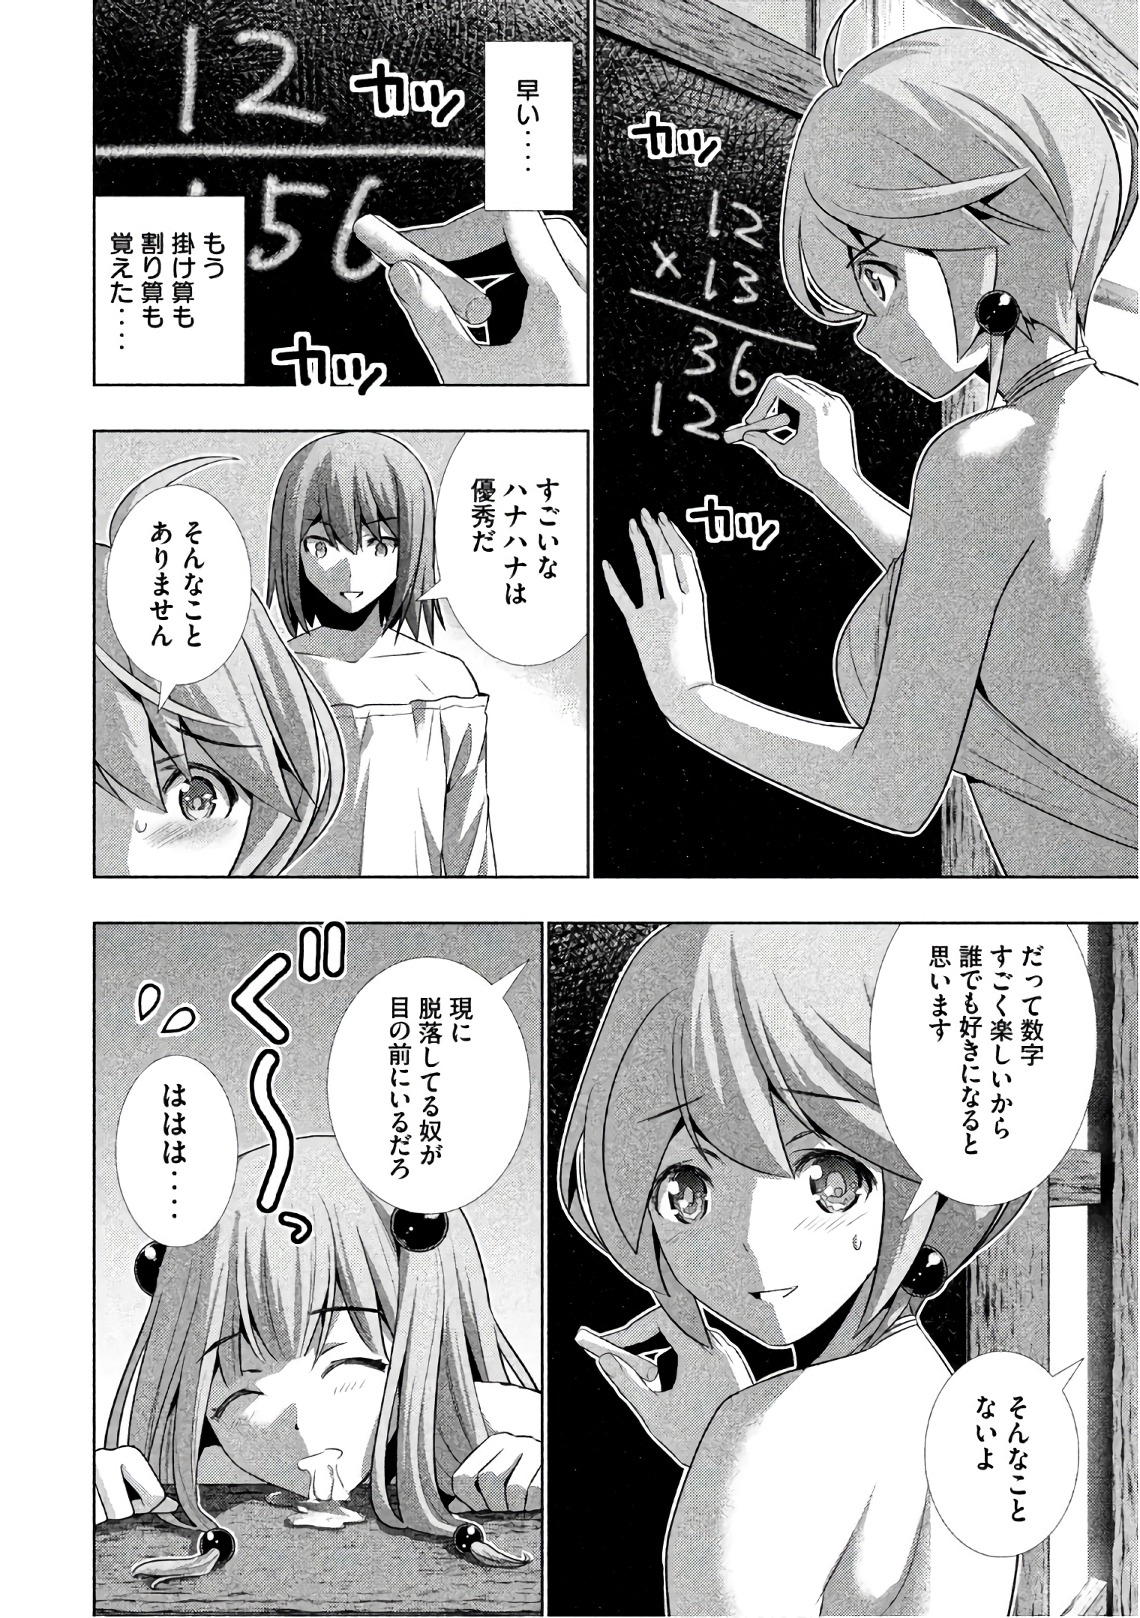 カッ
12
×13
36
12
カッ
カッ
12
156
早い‥‥
カッ
もう
掛け算も
割り算も
覚えた‥‥
すごいな
ハナハナは
優秀だ
そんなこと
ありません
だって数字
すごく楽しいから
誰でも好きになると
思います
そんなこと
ないよ
現に
脱落してる奴が
目の前にいるだろ
ぐ～っ
ははは‥‥